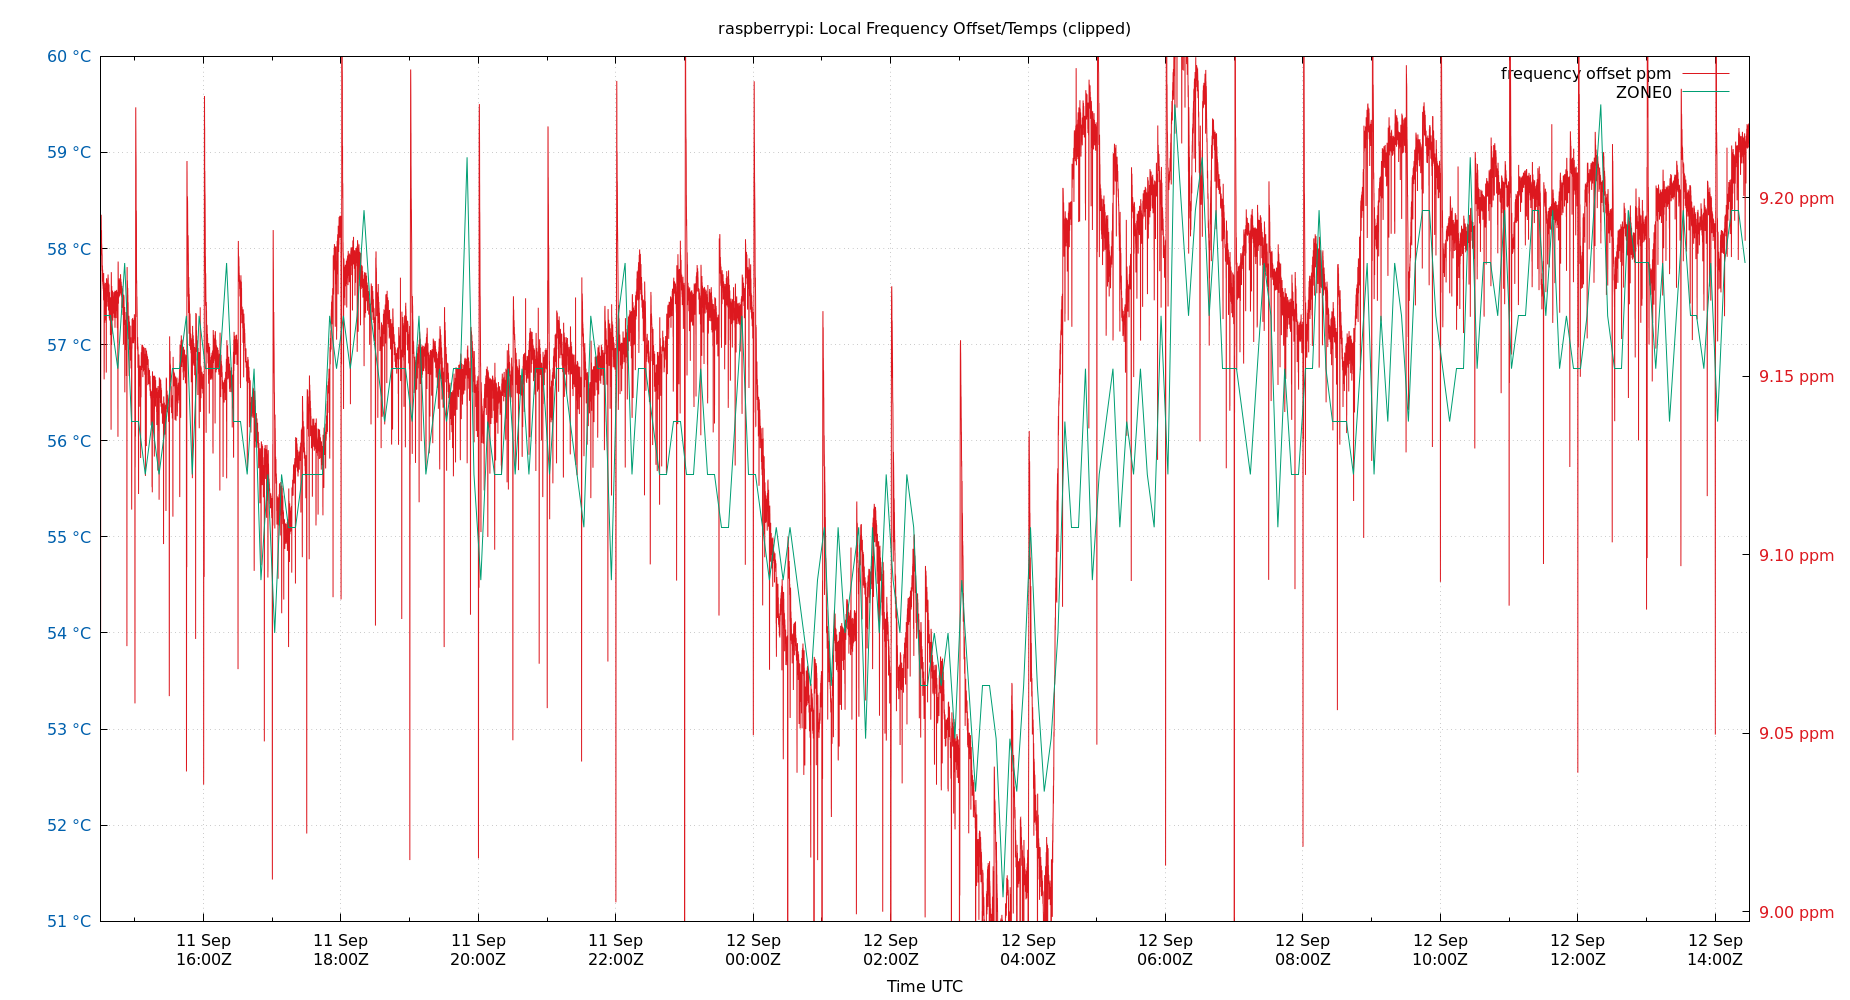 raspberrypi: Local Frequency Offset/Temps (clipped)
60 °C
59 °C
58 °C
57 °C
56 °C
55 °C
54 °C
53 °C
52 °C
51 °C
frequency offset ppm
ZONE0
9.20 ppm
9.15 ppm
9.10 ppm
9.05 ppm
9.00 ppm
11 Sep
16:00Z
11 Sep
18:00Z
11 Sep
20:00Z
11 Sep
22:00Z
12 Sep
00:00Z
12 Sep
02:00Z
12 Sep
04:00Z
12 Sep
06:00Z
12 Sep
08:00Z
12 Sep
10:00Z
12 Sep
12:00Z
12 Sep
14:00Z
Time UTC